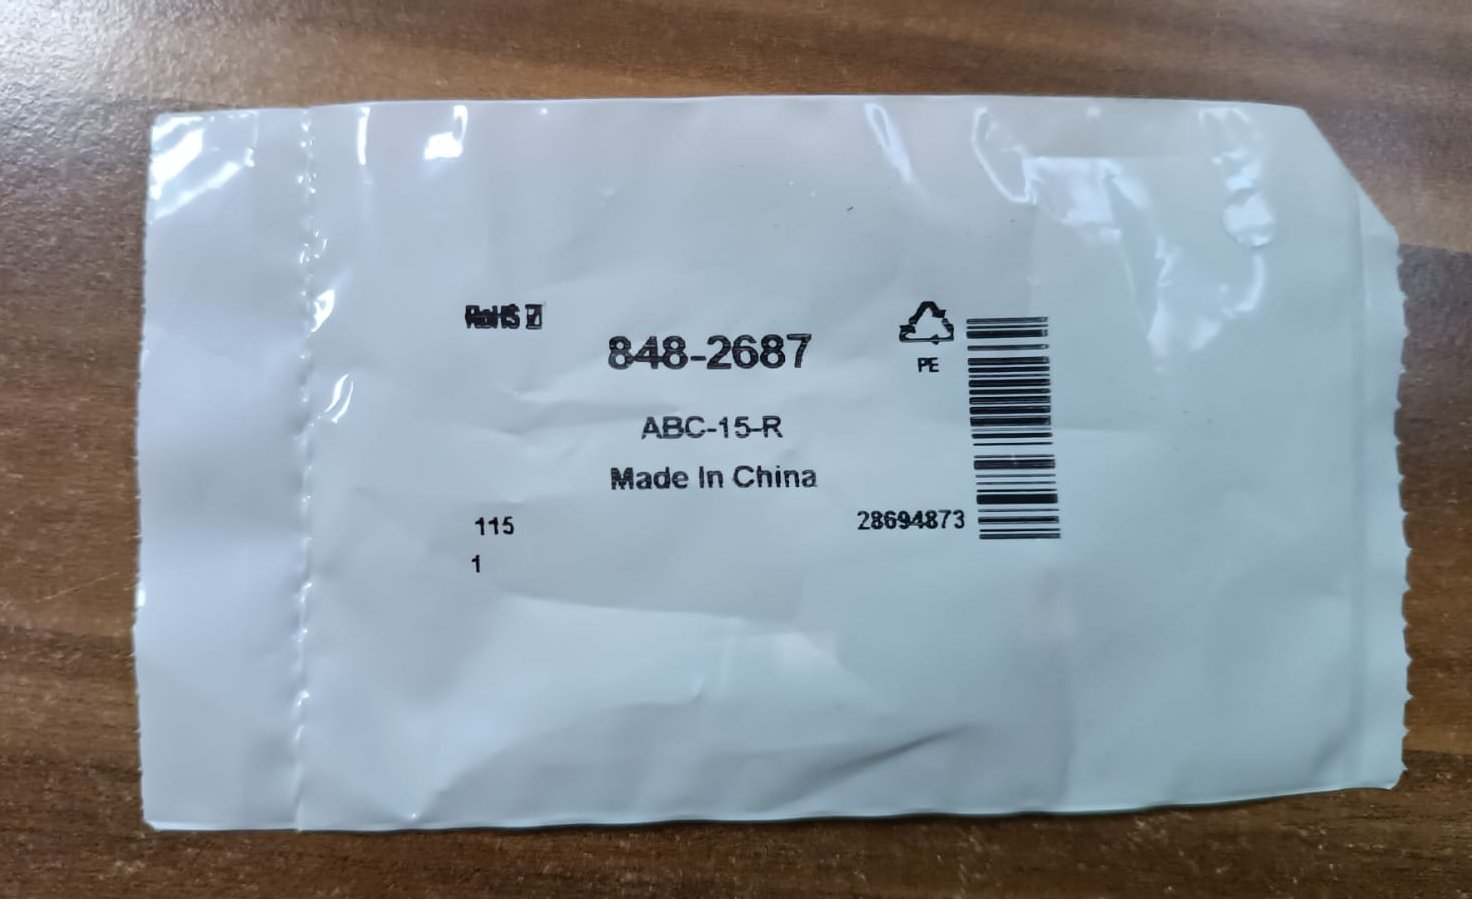 RoHS
848-2687
PE
ABC-15-R
Made In China
115
28694873
1